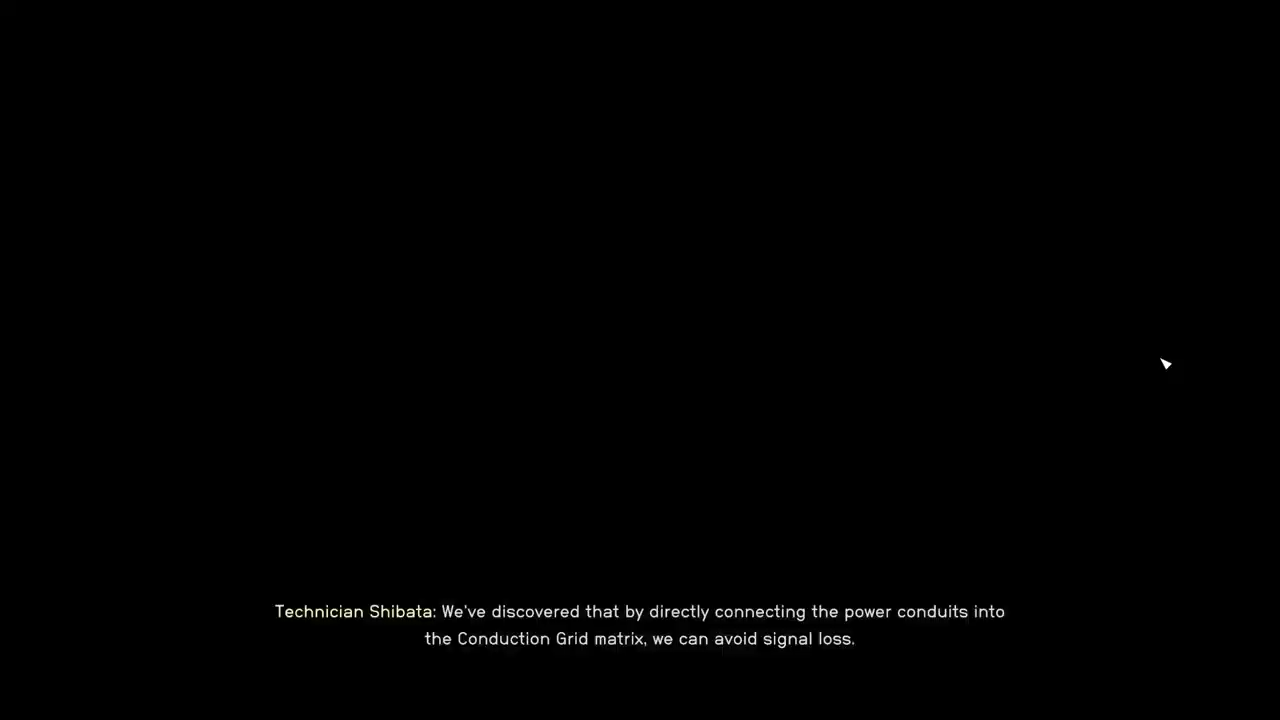 Technician Shibata: We've discovered that by directly connecting the power conduits into
the Conduction Grid matrix, we can avoid signal loss.